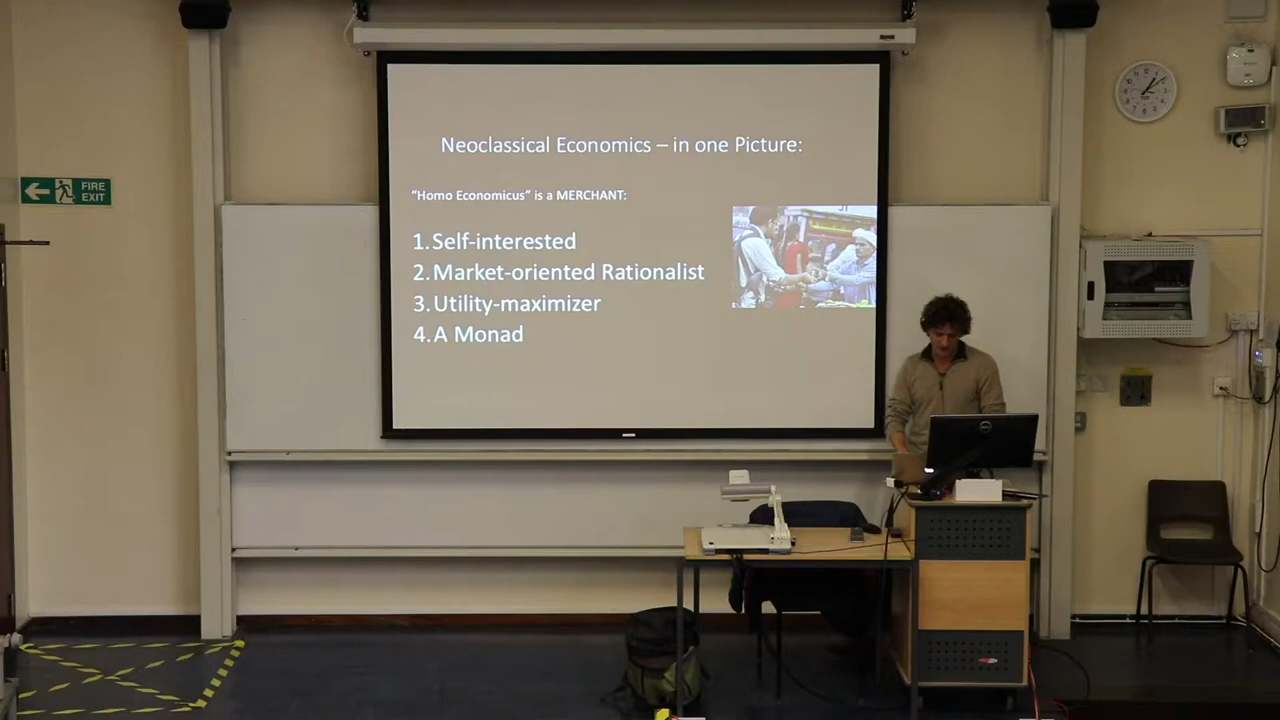 Neoclassical Economics – in one Picture:
“Homo Economicus” is a MERCHANT:
1. Self-interested
2. Market-oriented Rationalist
3. Utility-maximizer
4. A Monad
FIRE
EXIT
DELL